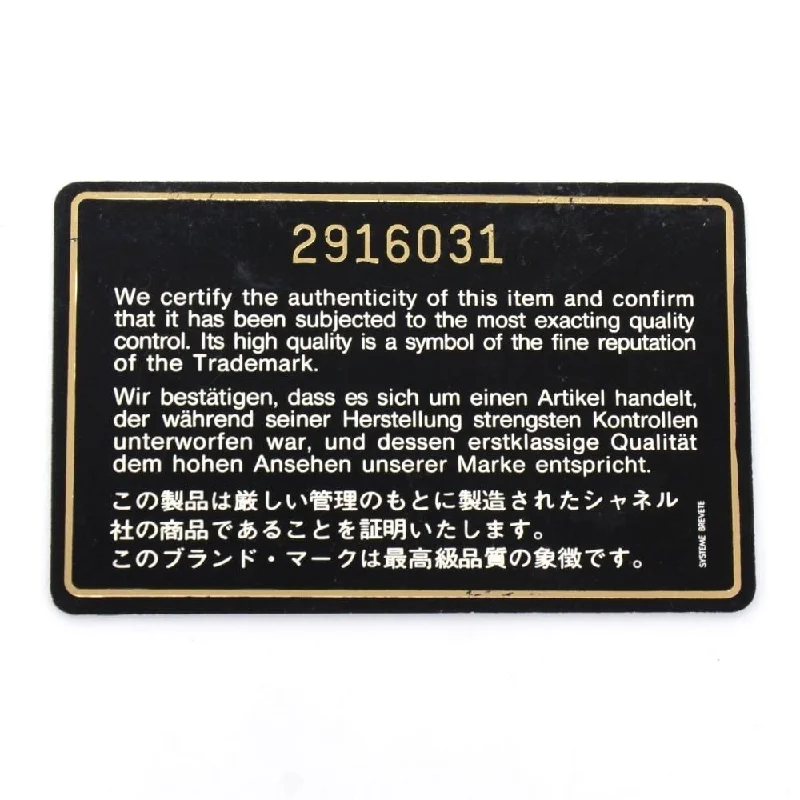 2916031
We certify the authenticity of this item and confirm
that it has been subjected to the most exacting quality
control. Its high quality is a symbol of the fine reputation
of the Trademark.
Wir bestätigen, dass es sich um einen Artikel handelt,
der während seiner Herstellung strengsten Kontrollen
unterworfen war, und dessen erstklassige Qualität
dem hohen Ansehen unserer Marke entspricht.
この製品は厳しい管理のもとに製造されたシャネル
社の商品であることを証明いたします。
このブランド・マークは最高級品質の象徴です。
SYSTEME BREVETE